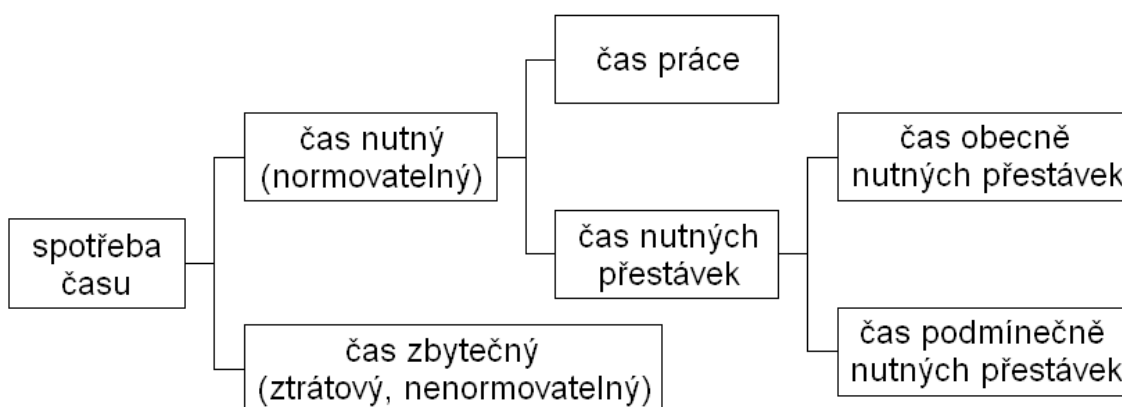 spotřeba
času
čas nutný
(normovatelný)
čas zbytečný
(ztrátový, nenormovatelný)
čas práce
čas nutných
přestávek
čas obecně
nutných přestávek
čas podmínečně
nutných přestávek